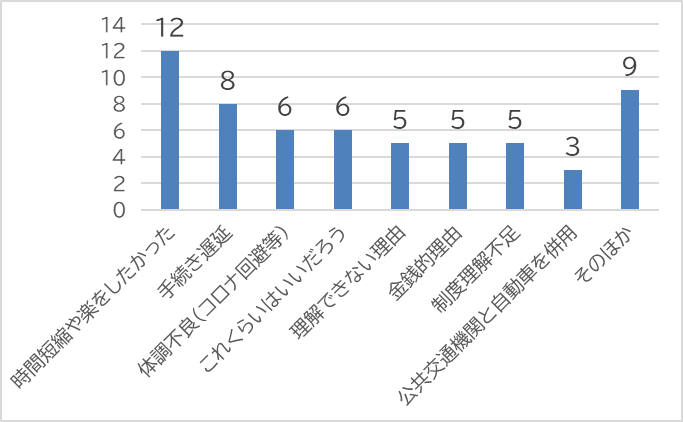 14
12
10
8
6
4
2
0
12
8
6
6
5
5
5
3
9
時間短縮や楽をしたかった
手続き遅延
体調不良(コロナ回避等)
これくらいはいいだろう
理解できない理由
金銭的理由
制度理解不足
公共交通機関と自動車を併用
そのほか